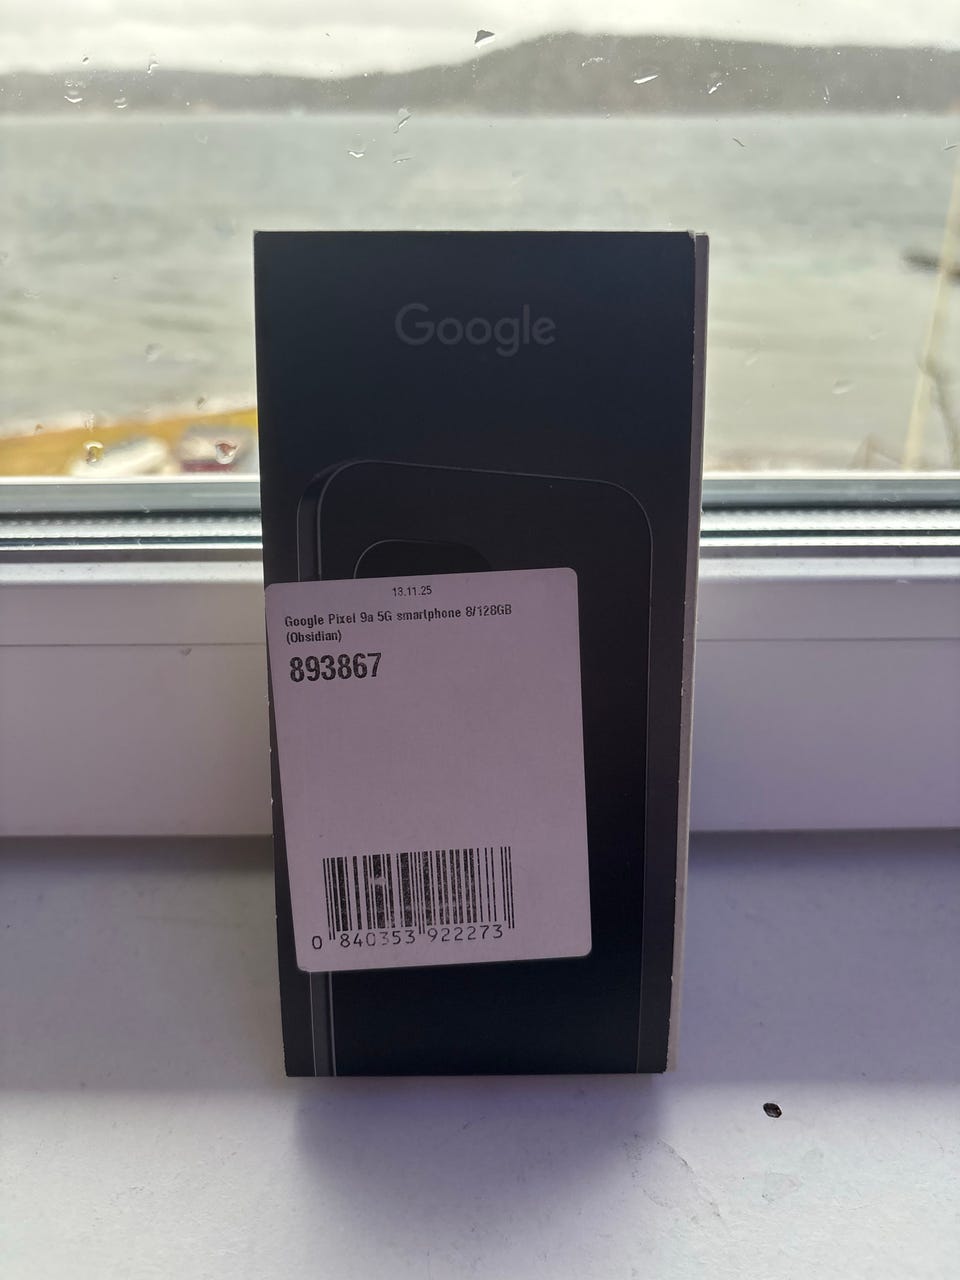 Google
13.11.25
Google Pixel 9a 5G smartphone 8/128GB
(Obsidian)
893867
0 840353 922273